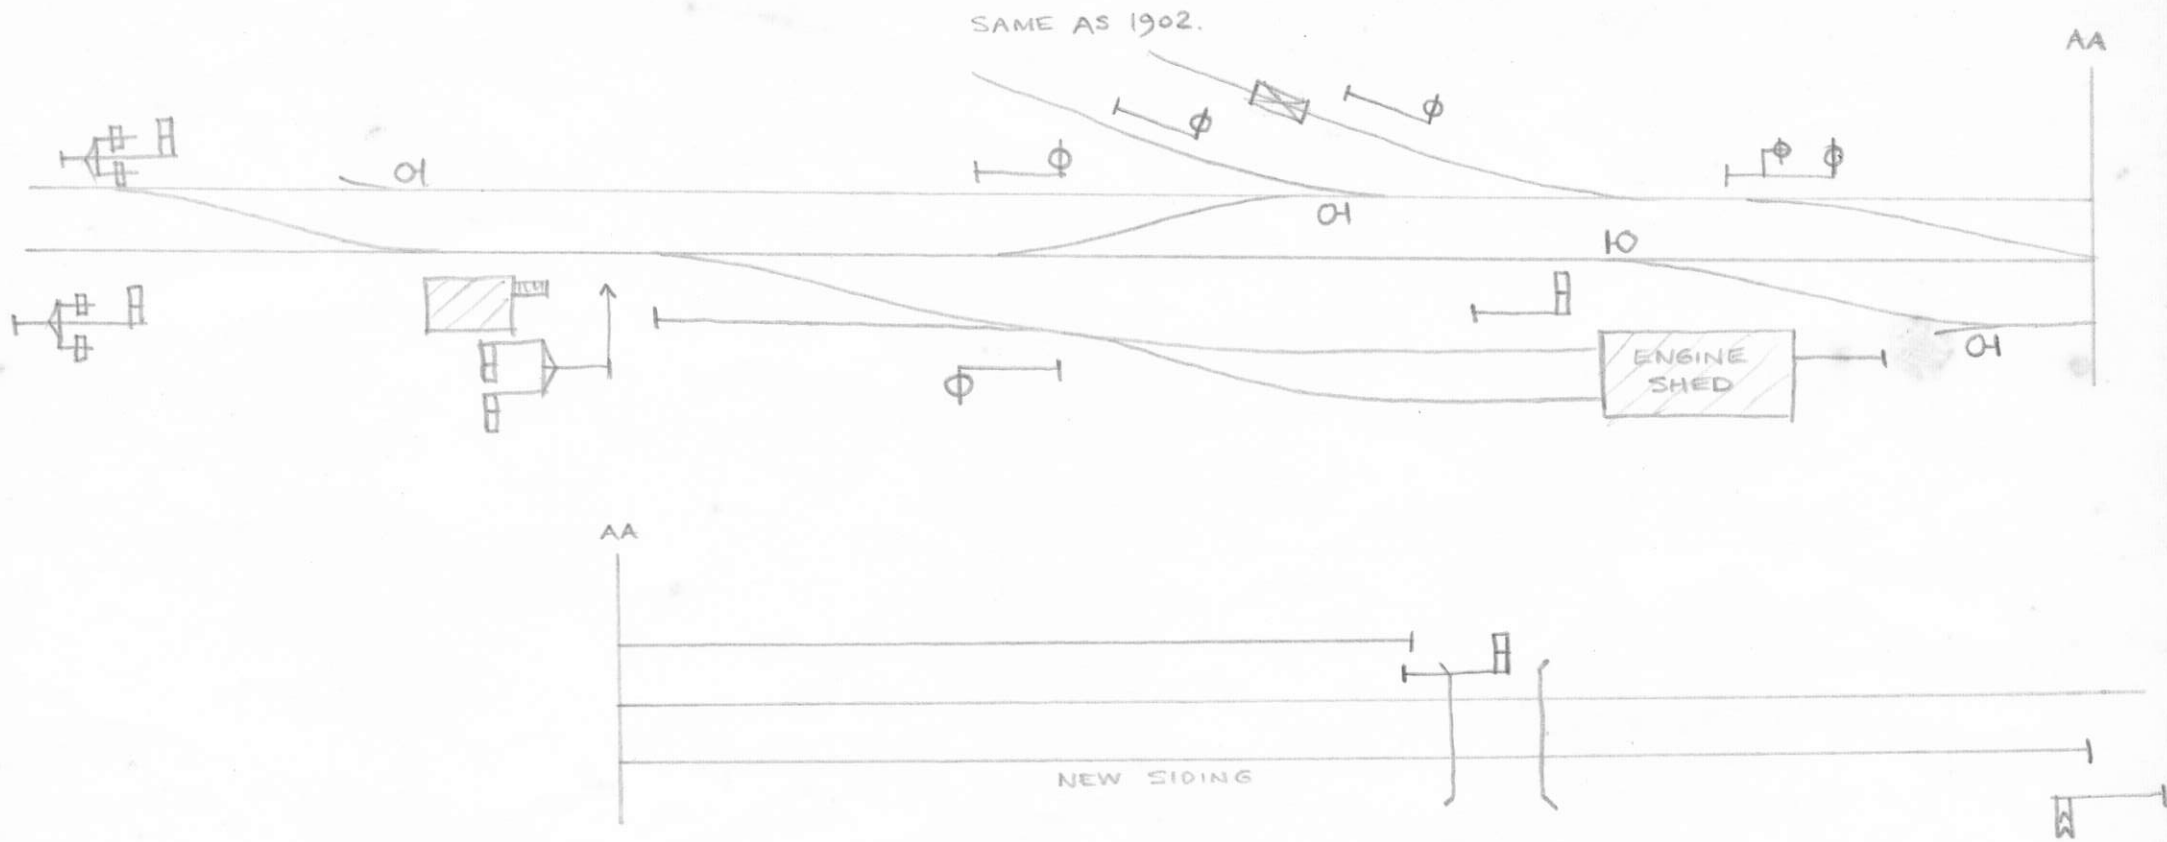 SAME AS 1902.
AA
ENGINE
SHED
AA
NEW SIDING